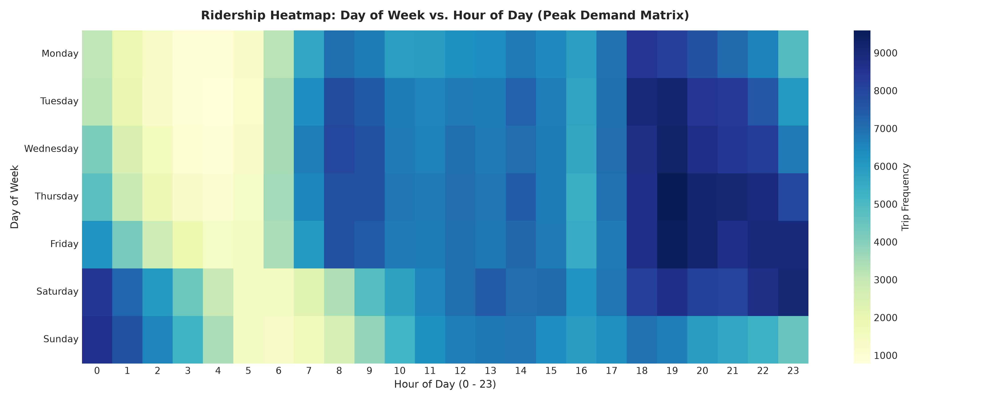 Ridership Heatmap: Day of Week vs. Hour of Day (Peak Demand Matrix)
Day of Week
Monday
Tuesday
Wednesday
Thursday
Friday
Saturday
Sunday
0 1 2 3 4 5 6 7 8 9 10 11 12 13 14 15 16 17 18 19 20 21 22 23
Hour of Day (0 - 23)
9000
8000
7000
6000
5000
4000
3000
2000
1000
Trip Frequency